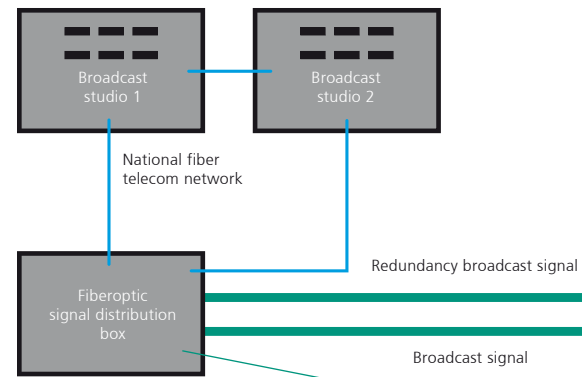 Broadcast
studio 1
Broadcast
studio 2
National fiber
telecom network
Redundancy broadcast signal
Fiberoptic
signal distribution
box
Broadcast signal